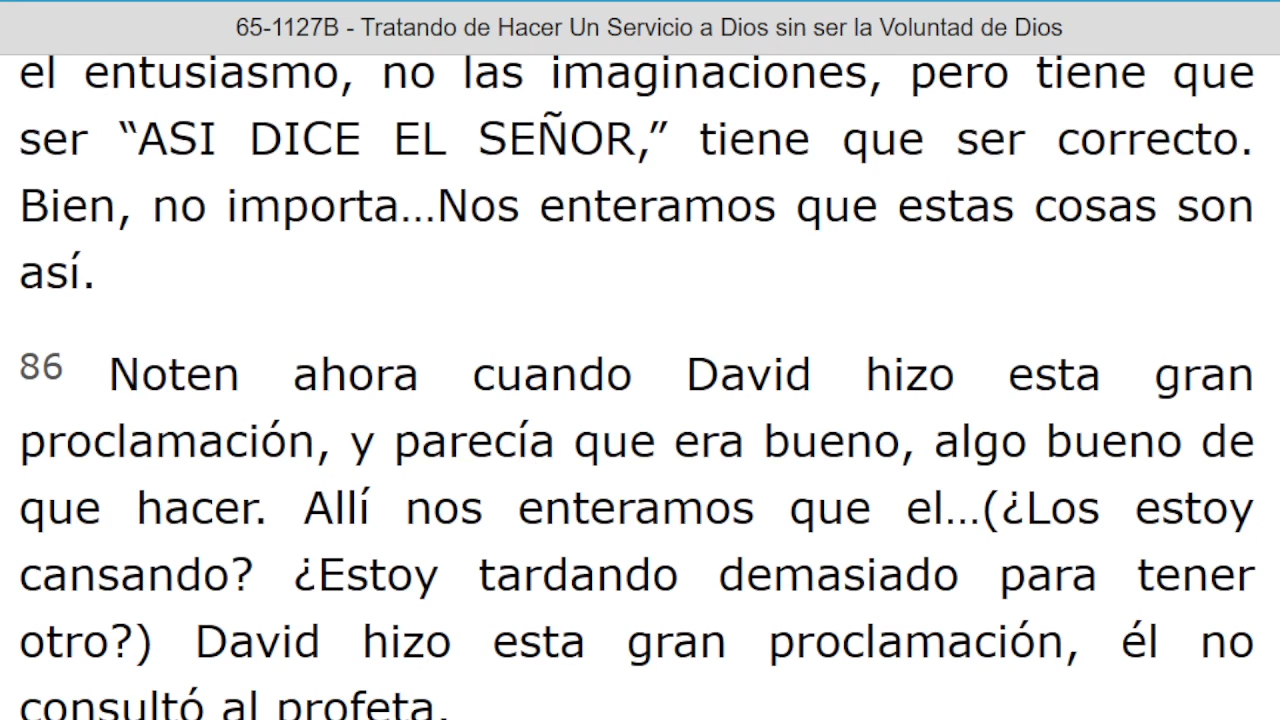 65-1127B - Tratando de Hacer Un Servicio a Dios sin ser la Voluntad de Dios
el entusiasmo, no las imaginaciones, pero tiene que
ser “ASI DICE EL SEÑOR,” tiene que ser correcto.
Bien, no importa...Nos enteramos que estas cosas son
así.
86 Noten ahora cuando David hizo esta gran
proclamación, y parecía que era bueno, algo bueno de
que hacer. Allí nos enteramos que el...(¿Los estoy
cansando? ¿Estoy tardando demasiado para tener
otro?) David hizo esta gran proclamación, él no
consultó al profeta.